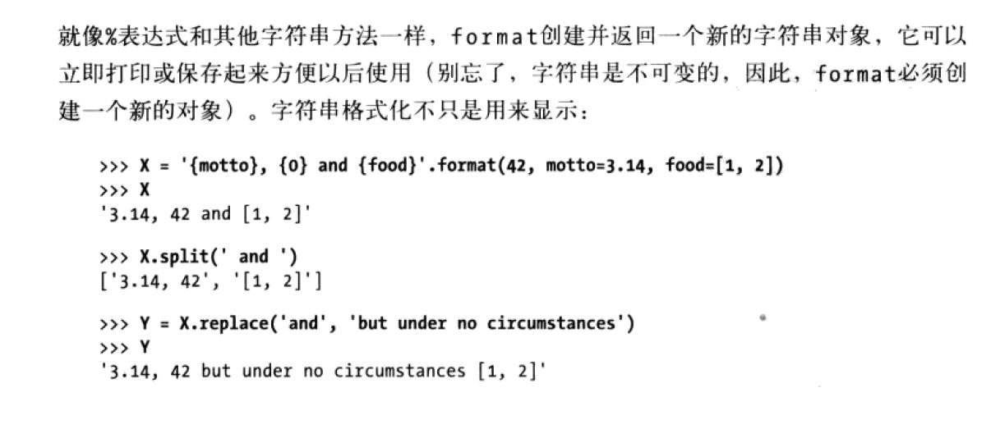 就像%表达式和其他字符串方法一样，format创建并返回一个新的字符串对象，它可以
立即打印或保存起来方便以后使用（别忘了，字符串是不可变的，因此，format必须创
建一个新的对象）。字符串格式化不只是用来显示：
>>> X = '{motto}, {0} and {food}'.format(42, motto=3.14, food=[1, 2])
>>> X
'3.14, 42 and [1, 2]'
>>> X.split(' and ')
['3.14, 42', '[1, 2]']
>>> Y = X.replace('and', 'but under no circumstances')
>>> Y
'3.14, 42 but under no circumstances [1, 2]'